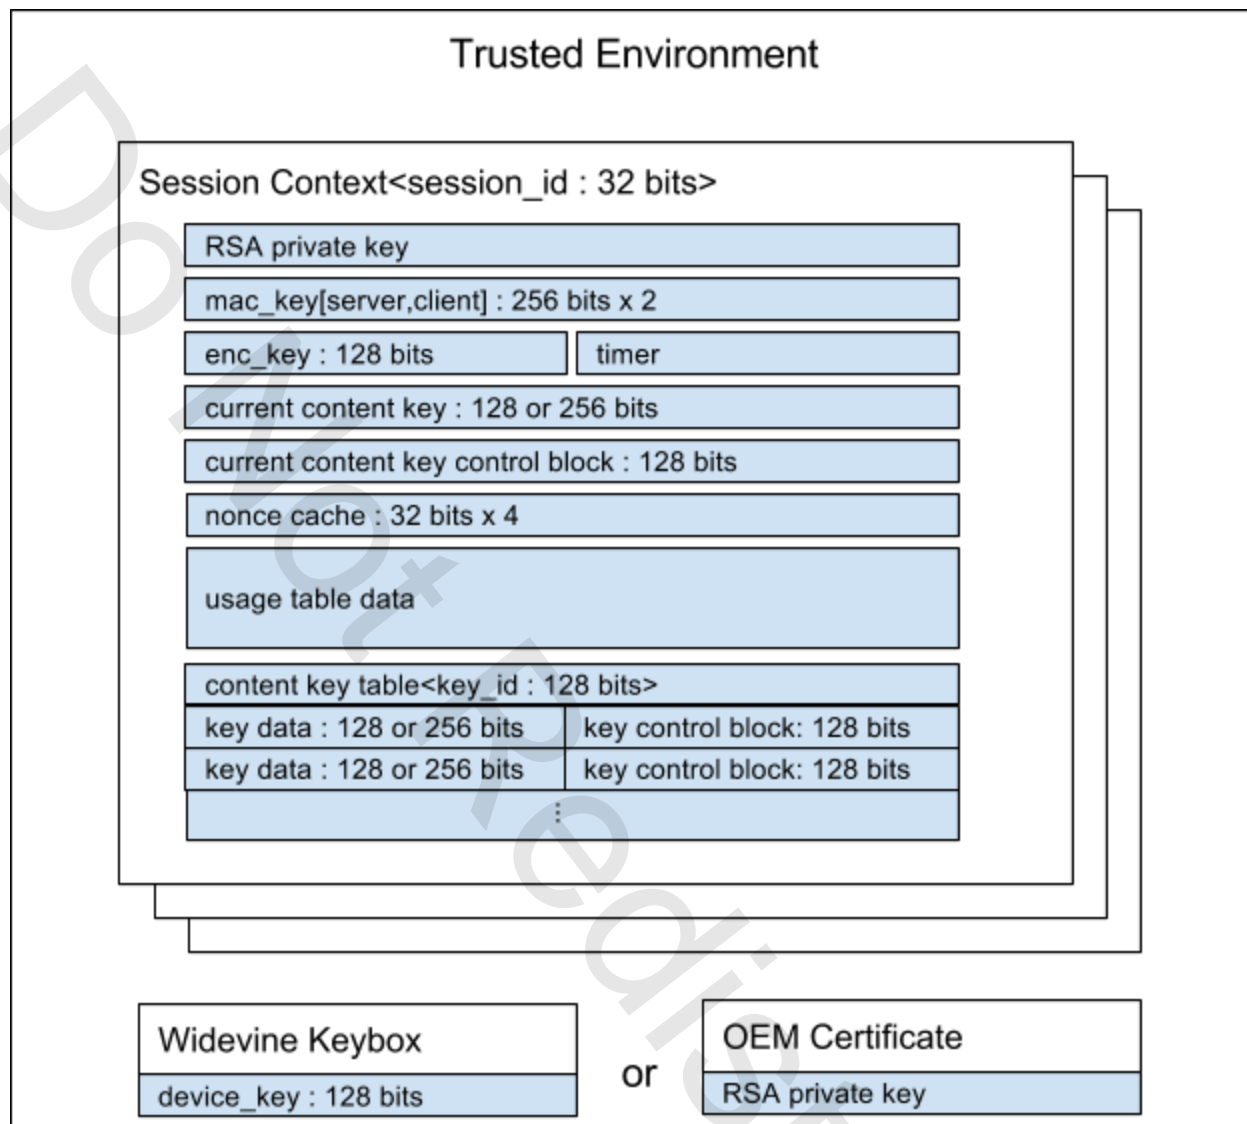 Trusted Environment
Session Context<session_id : 32 bits>
RSA private key
mac_key[server,client] : 256 bits x 2
enc_key : 128 bits
timer
current content key : 128 or 256 bits
current content key control block : 128 bits
nonce cache : 32 bits x 4
usage table data
content key table<key_id : 128 bits>
key data : 128 or 256 bits
key control block: 128 bits
key data : 128 or 256 bits
key control block: 128 bits
⋮
Widevine Keybox
device_key : 128 bits
or
OEM Certificate
RSA private key
Do Not Redist